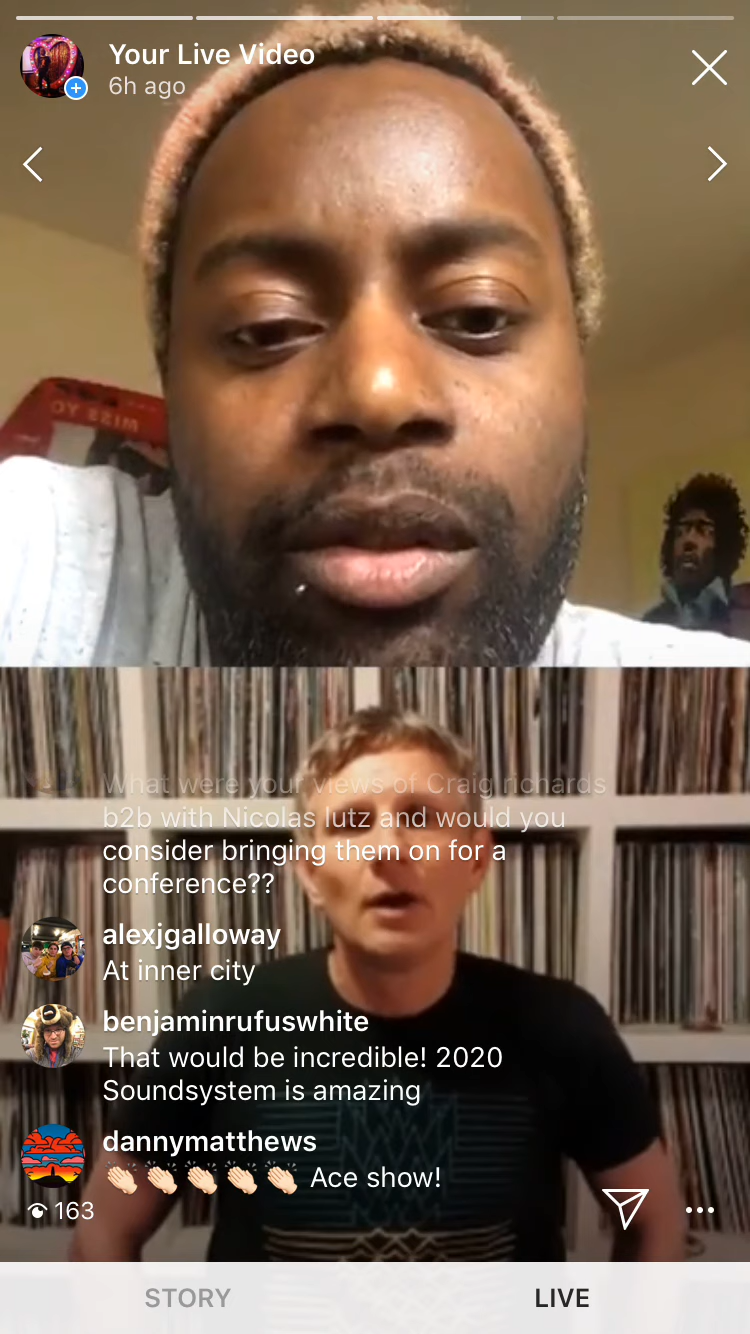 Your Live Video
6h ago
What were your views of Craig richards
b2b with Nicolas lutz and would you
consider bringing them on for a
conference??
alexjgalloway
At inner city
benjaminrufuswhite
That would be incredible! 2020
Soundsystem is amazing
dannymatthews
👏🏻 👏🏻 👏🏻 👏🏻 👏🏻 Ace show!
163
STORY
LIVE